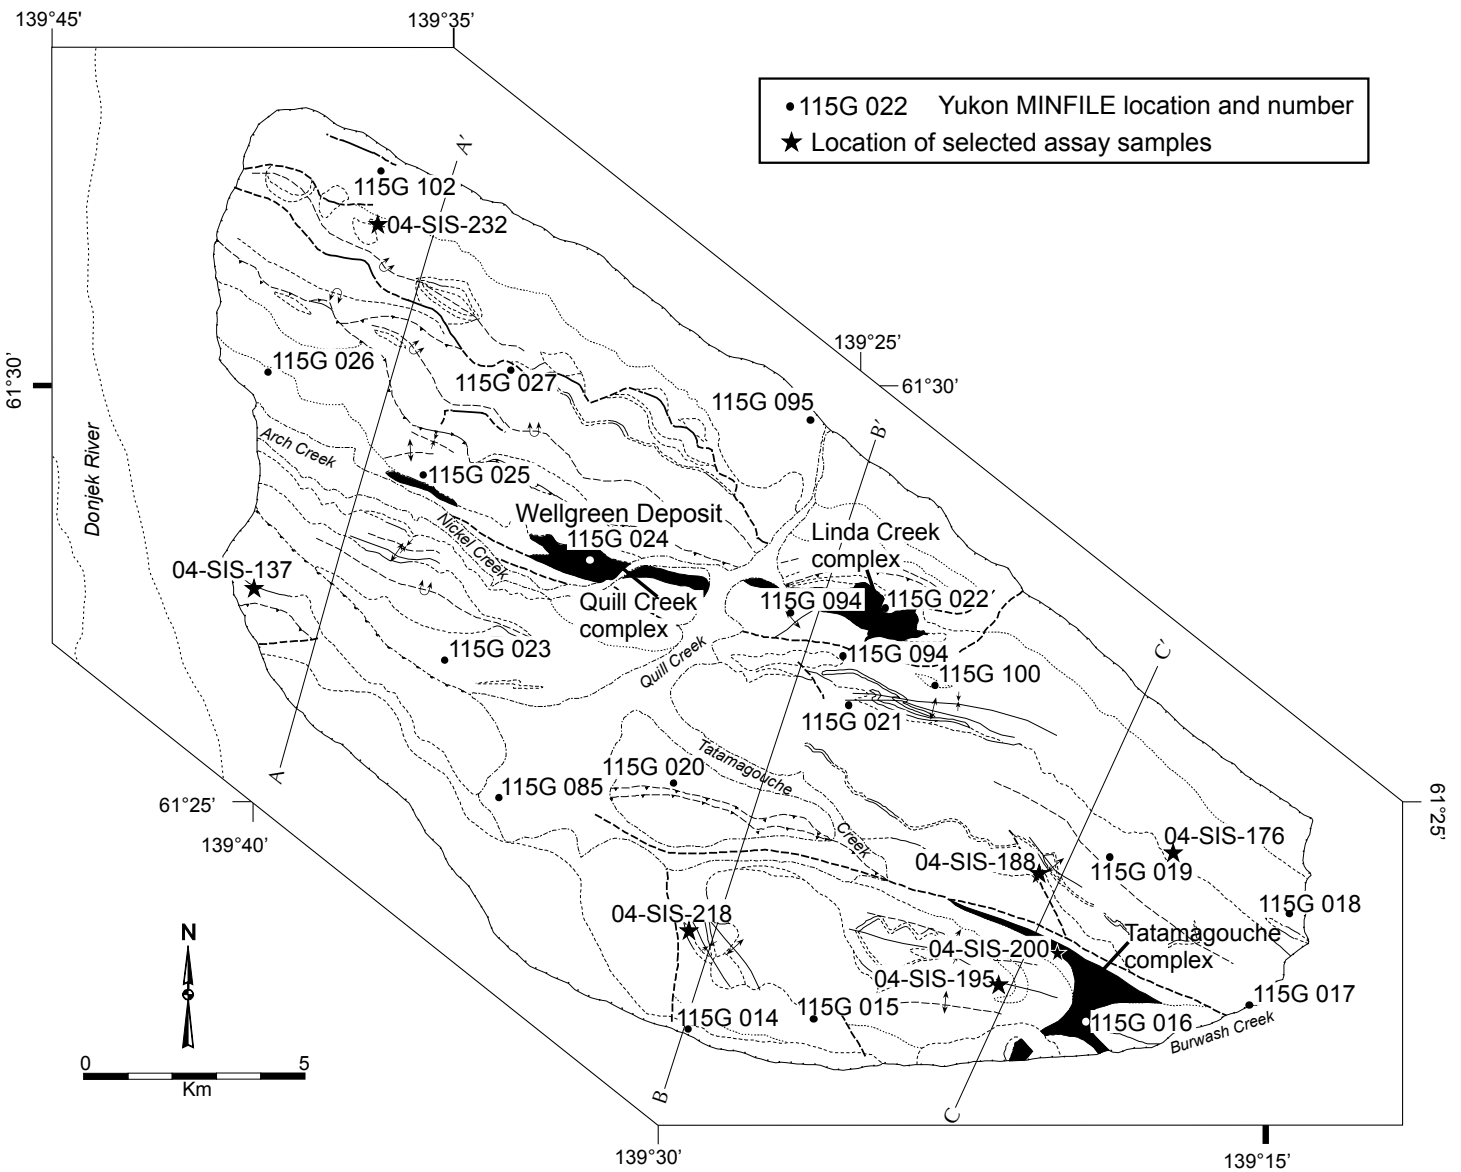 139°45'
139°35'
115G 022 Yukon MINFILE location and number
Location of selected assay samples
A'
115G 102
04-SIS-232
139°25'
61°30'
61°30'
115G 026
115G 027
115G 095
B'
Arch Creek
Donjek River
115G 025
Nickel Creek
Wellgreen Deposit
115G 024
Linda Creek
complex
04-SIS-137
Quill Creek
complex
115G 094
115G 022
115G 023
Quill Creek
115G 094
C'
115G 100
115G 021
Tatamagouche
Creek
115G 020
115G 085
A
61°25'
139°40'
61°25'
04-SIS-188
04-SIS-176
115G 019
115G 018
04-SIS-218
04-SIS-200
Tatamagouche
complex
04-SIS-195
N
115G 014
115G 015
115G 016
115G 017
Burwash Creek
0 5
Km
B
C
139°30'
139°15'